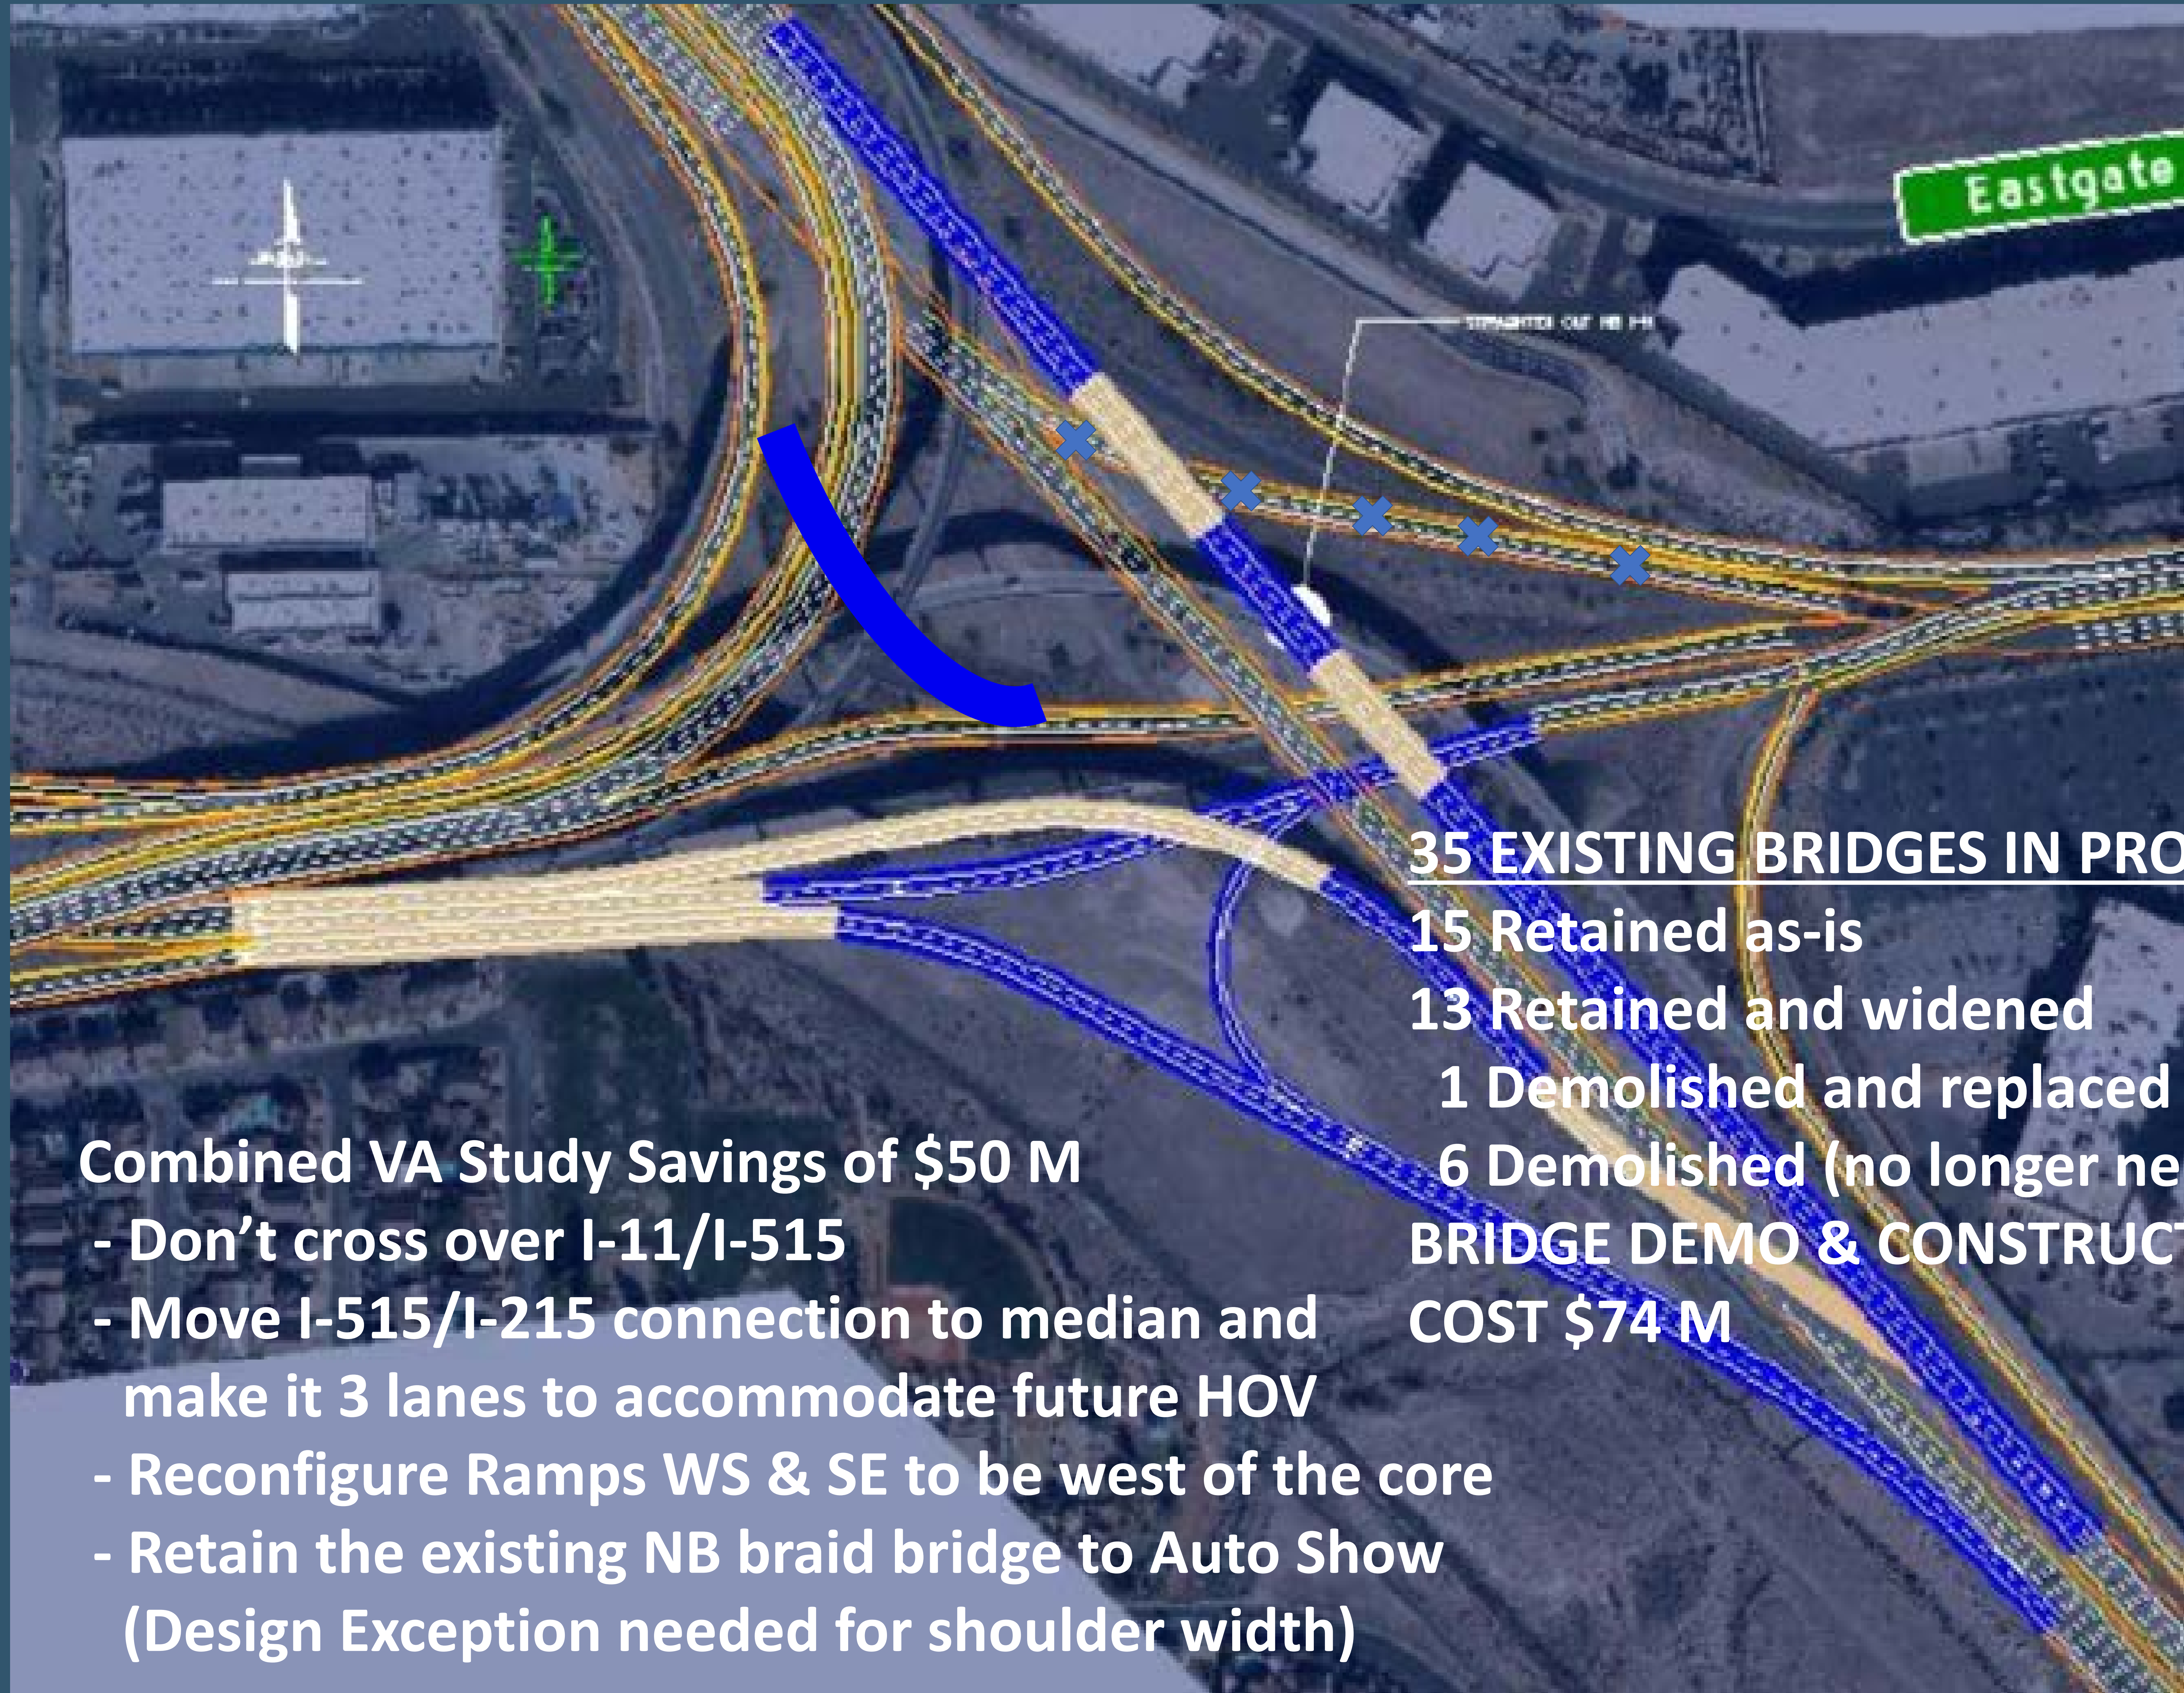 Eastgate
35 EXISTING BRIDGES IN PRO
15 Retained as-is
13 Retained and widened
1 Demolished and replaced
6 Demolished (no longer ne
BRIDGE DEMO & CONSTRUCT
COST $74 M
Combined VA Study Savings of $50 M
- Don’t cross over I-11/I-515
- Move I-515/I-215 connection to median and
make it 3 lanes to accommodate future HOV
- Reconfigure Ramps WS & SE to be west of the core
- Retain the existing NB braid bridge to Auto Show
(Design Exception needed for shoulder width)